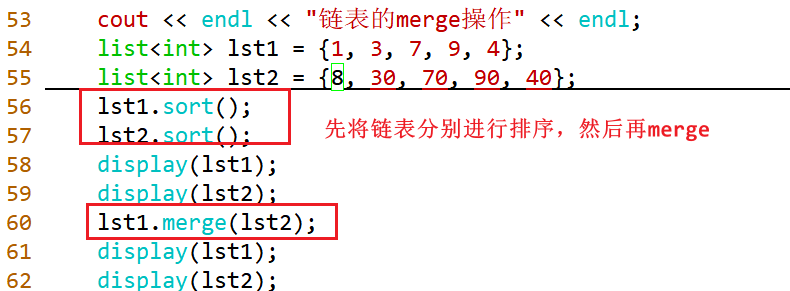 53 cout << endl << "链表的merge操作" << endl;
54 list<int> lst1 = {1, 3, 7, 9, 4};
55 list<int> lst2 = {8, 30, 70, 90, 40};
56 lst1.sort();
57 lst2.sort();
先将链表分别进行排序，然后再merge
58 display(lst1);
59 display(lst2);
60 lst1.merge(lst2);
61 display(lst1);
62 display(lst2);